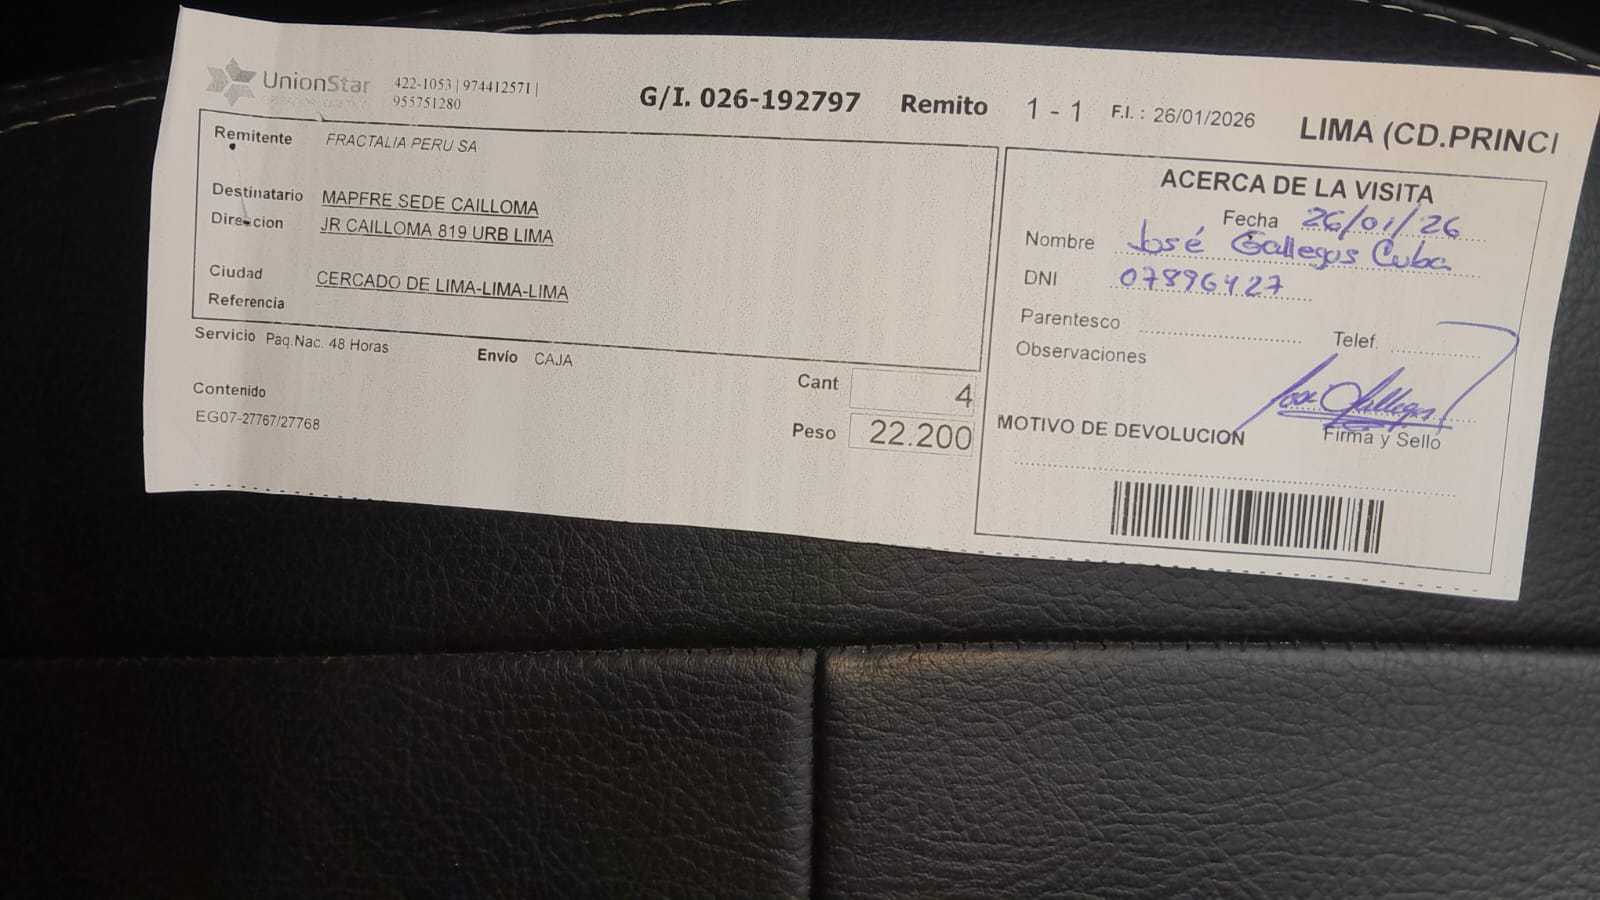 UnionStar 422-1053 | 974412571 |
955751280
G/I. 026-192797 Remito 1 - 1 F.I. : 26/01/2026 LIMA (CD.PRINCI
Remitente FRACTALIA PERU SA
Destinatario MAPFRE SEDE CAILLOMA
Direccion JR CAILLOMA 819 URB LIMA
Ciudad CERCADO DE LIMA-LIMA-LIMA
Referencia
Servicio Paq.Nac. 48 Horas
Envío CAJA
Contenido
EG07-27767/27768
Cant 4
Peso 22.200
ACERCA DE LA VISITA
Fecha 26/01/26
Nombre José Gallegos Cuba
DNI 07896427
Parentesco
Telef.
Observaciones
Jose Gallegos
MOTIVO DE DEVOLUCION
Firma y Sello